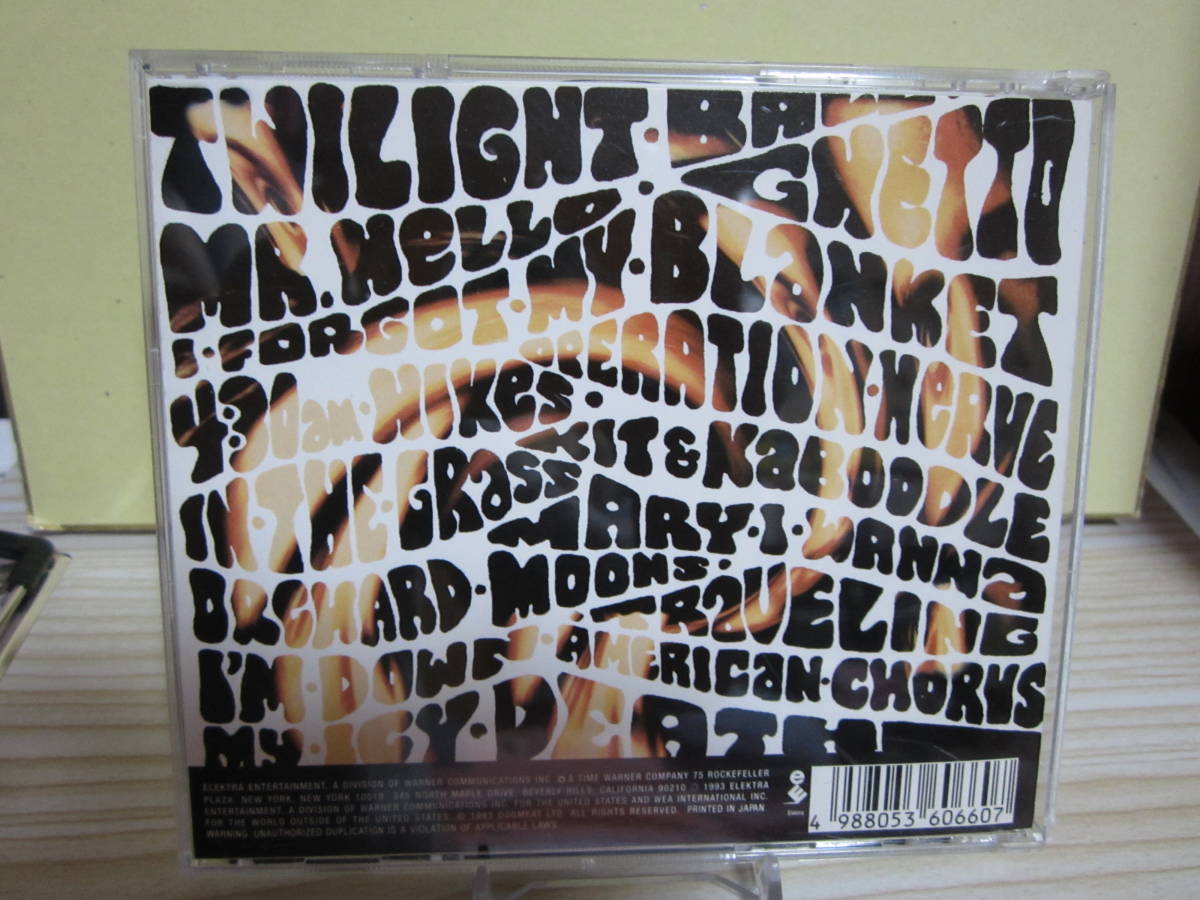 TWILIGHT · BAKED
GHETTO
MR. HELLO ·
I · FORGOT · MY · BLaNKET
4:30am · HIKES · OPERATION · NeRVE
IN · THE · GRaSS KIT & KaBOODLE
MARY · I · WANNa
ORCHARD · MOONS · TRaVELING
I'M · DOWN · AMERICaN · CHORUS
MY · ICY · DEATH
ELEKTRA ENTERTAINMENT, A DIVISION OF WARNER COMMUNICATIONS INC. A TIME WARNER COMPANY 75 ROCKEFELLER
PLAZA, NEW YORK, NEW YORK 10019 345 NORTH MAPLE DRIVE, BEVERLY HILLS, CALIFORNIA 90210 ℗ 1993 ELEKTRA
ENTERTAINMENT, A DIVISION OF WARNER COMMUNICATIONS INC. FOR THE UNITED STATES AND WEA INTERNATIONAL INC.
FOR THE WORLD OUTSIDE OF THE UNITED STATES. © 1993 DOGMEAT LTD. ALL RIGHTS RESERVED. PRINTED IN JAPAN.
WARNING: UNAUTHORIZED DUPLICATION IS A VIOLATION OF APPLICABLE LAWS.
4 988053 606607